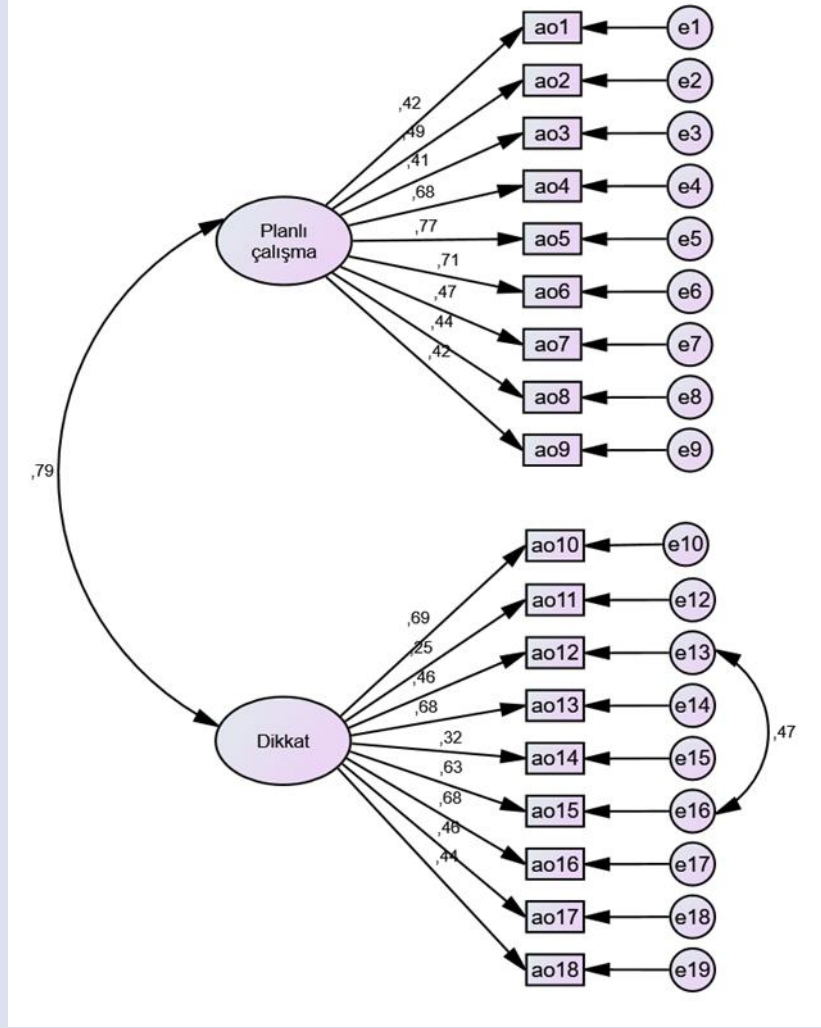 ao1
e1
ao2
e2
ao3
e3
ao4
e4
ao5
e5
ao6
e6
ao7
e7
ao8
e8
ao9
e9
,42
,49
,41
,68
,77
,71
,47
,44
,42
Planlı
çalışma
,79
ao10
e10
ao11
e12
ao12
e13
ao13
e14
ao14
e15
ao15
e16
ao16
e17
ao17
e18
ao18
e19
,69
,25
,46
,68
,32
,63
,68
,46
,44
Dikkat
,47